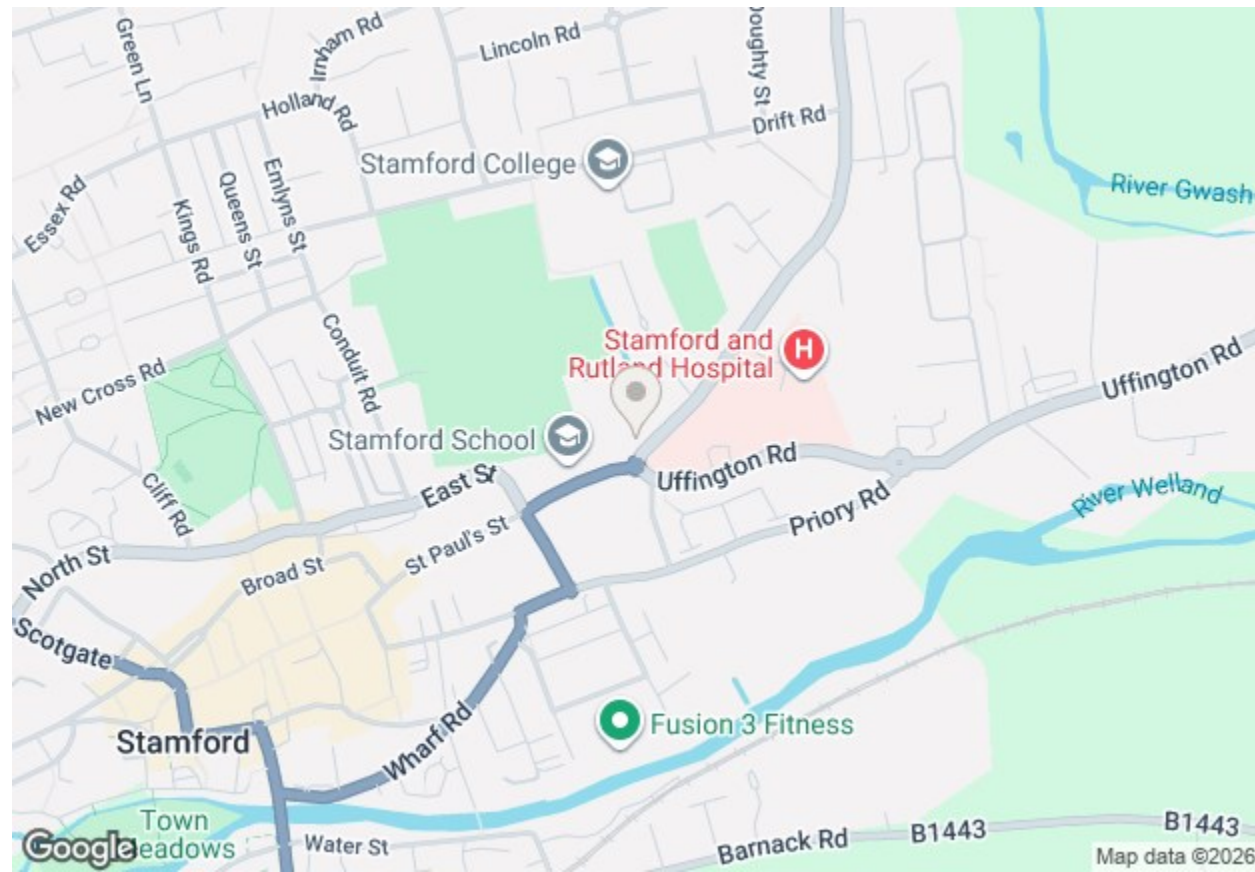 Green Ln
Irnham Rd
Lincoln Rd
Doughty St
Holland Rd
Drift Rd
Stamford College
River Gwash
Essex Rd
Kings Rd
Queens St
Emlyns St
Conduit Rd
Stamford and
Rutland Hospital
H
New Cross Rd
Uffington Rd
Stamford School
Cliff Rd
East St
Uffington Rd
Priory Rd
River Welland
North St
Broad St
St Paul's St
Scotgate
Stamford
Wharf Rd
Fusion 3 Fitness
Town
Meadows
Google
Water St
Barnack Rd
B1443
B1443
Map data ©2026